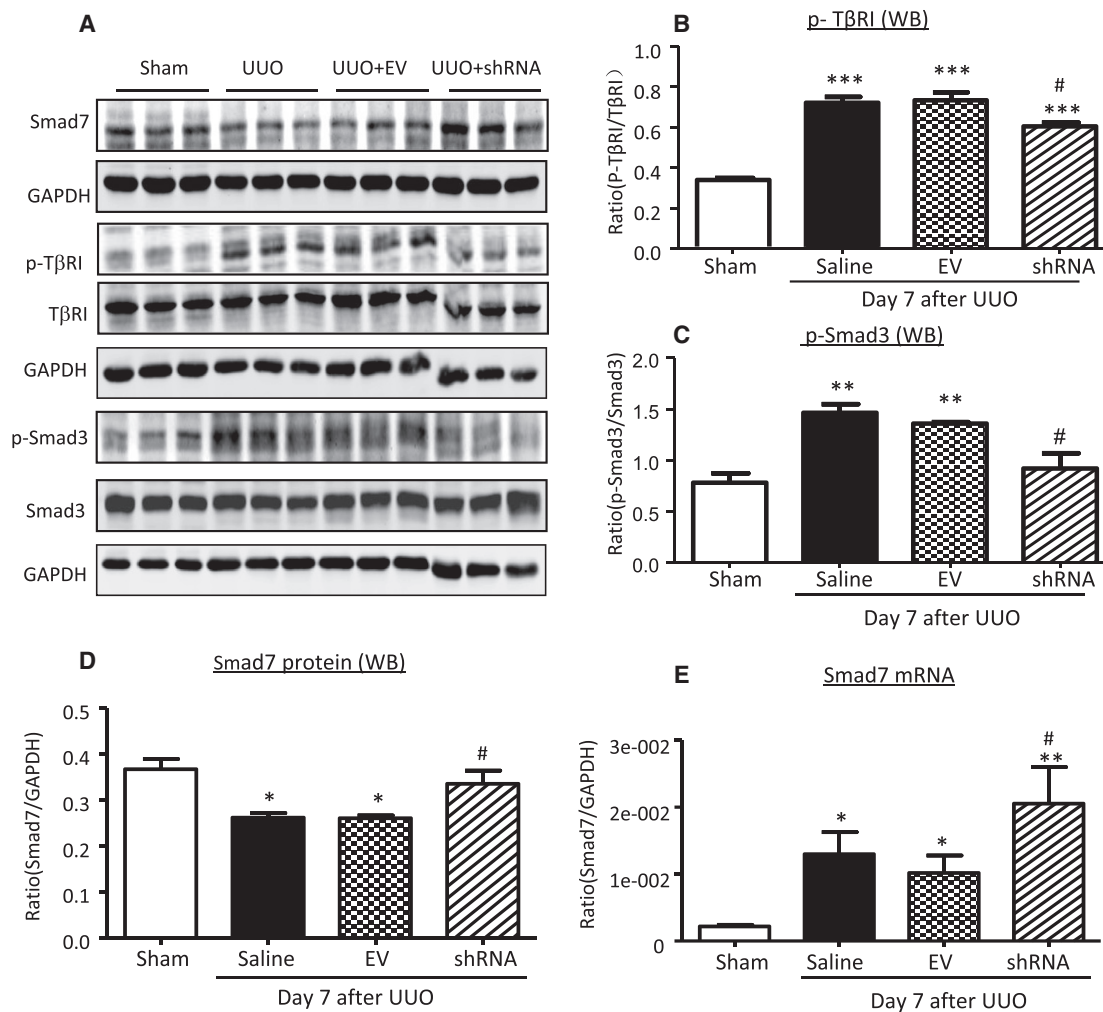 A
Sham UUO UUO+EV UUO+shRNA
Smad7
GAPDH
p-TβRI
TβRI
GAPDH
p-Smad3
Smad3
GAPDH
B
p- TβRI (WB)
Ratio(P-TβRI/TβRI)
1.0
0.8
0.6
0.4
0.2
0.0
***
***
#
***
Sham Saline EV shRNA
Day 7 after UUO
C
p-Smad3 (WB)
Ratio(p-Smad3/Smad3)
2.0
1.5
1.0
0.5
0.0
**
**
#
Sham Saline EV shRNA
Day 7 after UUO
D
Smad7 protein (WB)
Ratio(Smad7/GAPDH)
0.5
0.4
0.3
0.2
0.1
0.0
*
*
#
Sham Saline EV shRNA
Day 7 after UUO
E
Smad7 mRNA
Ratio(Smad7/GAPDH)
3e-002
2e-002
1e-002
0
*
*
#
**
Sham Saline EV shRNA
Day 7 after UUO